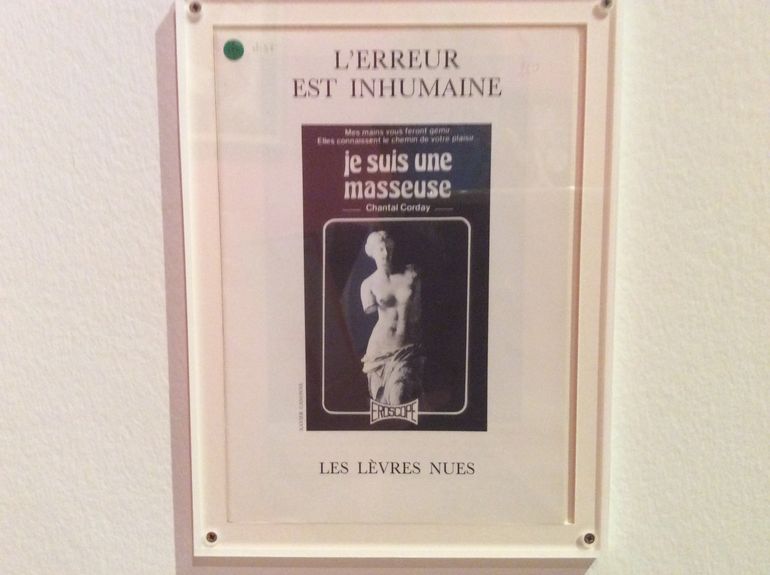 L'ERREUR
EST INHUMAINE
Mes mains vous feront gémir.
Elles connaissent le chemin de votre plaisir...
je suis une
masseuse
Chantal Corday
EROSCOPE
LES LÈVRES NUES